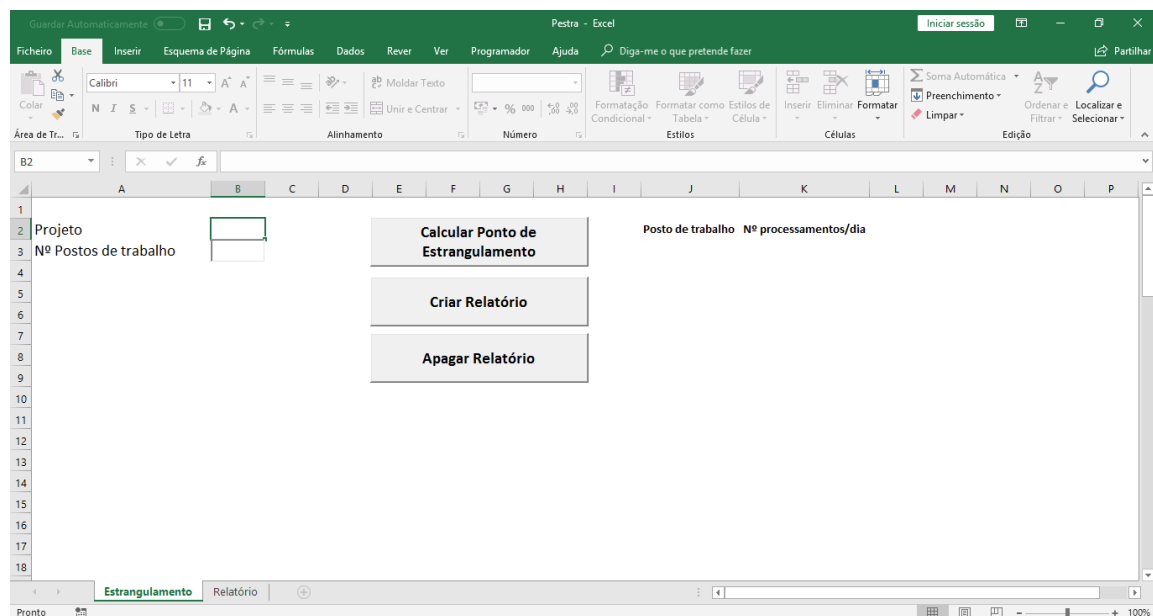 Guardar Automaticamente
Pestra - Excel
Iniciar sessão
Ficheiro Base Inserir Esquema de Página Fórmulas Dados Rever Ver Programador Ajuda Diga-me o que pretende fazer Partilhar
Colar
Calibri 11
N I S
Moldar Texto
Unir e Centrar
% 000
Formatação Condicional
Formatar como Tabela
Estilos de Célula
Inserir Eliminar Formatar
Soma Automática
Preenchimento
Limpar
Ordenar e Filtrar
Localizar e Selecionar
Área de Tr... Tipo de Letra Alinhamento Número Estilos Células Edição
B2 fx
A B C D E F G H I J K L M N O P
1
2 Projeto Calcular Ponto de Posto de trabalho Nº processamentos/dia
3 Nº Postos de trabalho Estrangulamento
4
5
Criar Relatório
6
7
8 Apagar Relatório
9
10
11
12
13
14
15
16
17
18
Estrangulamento Relatório
Pronto 100%